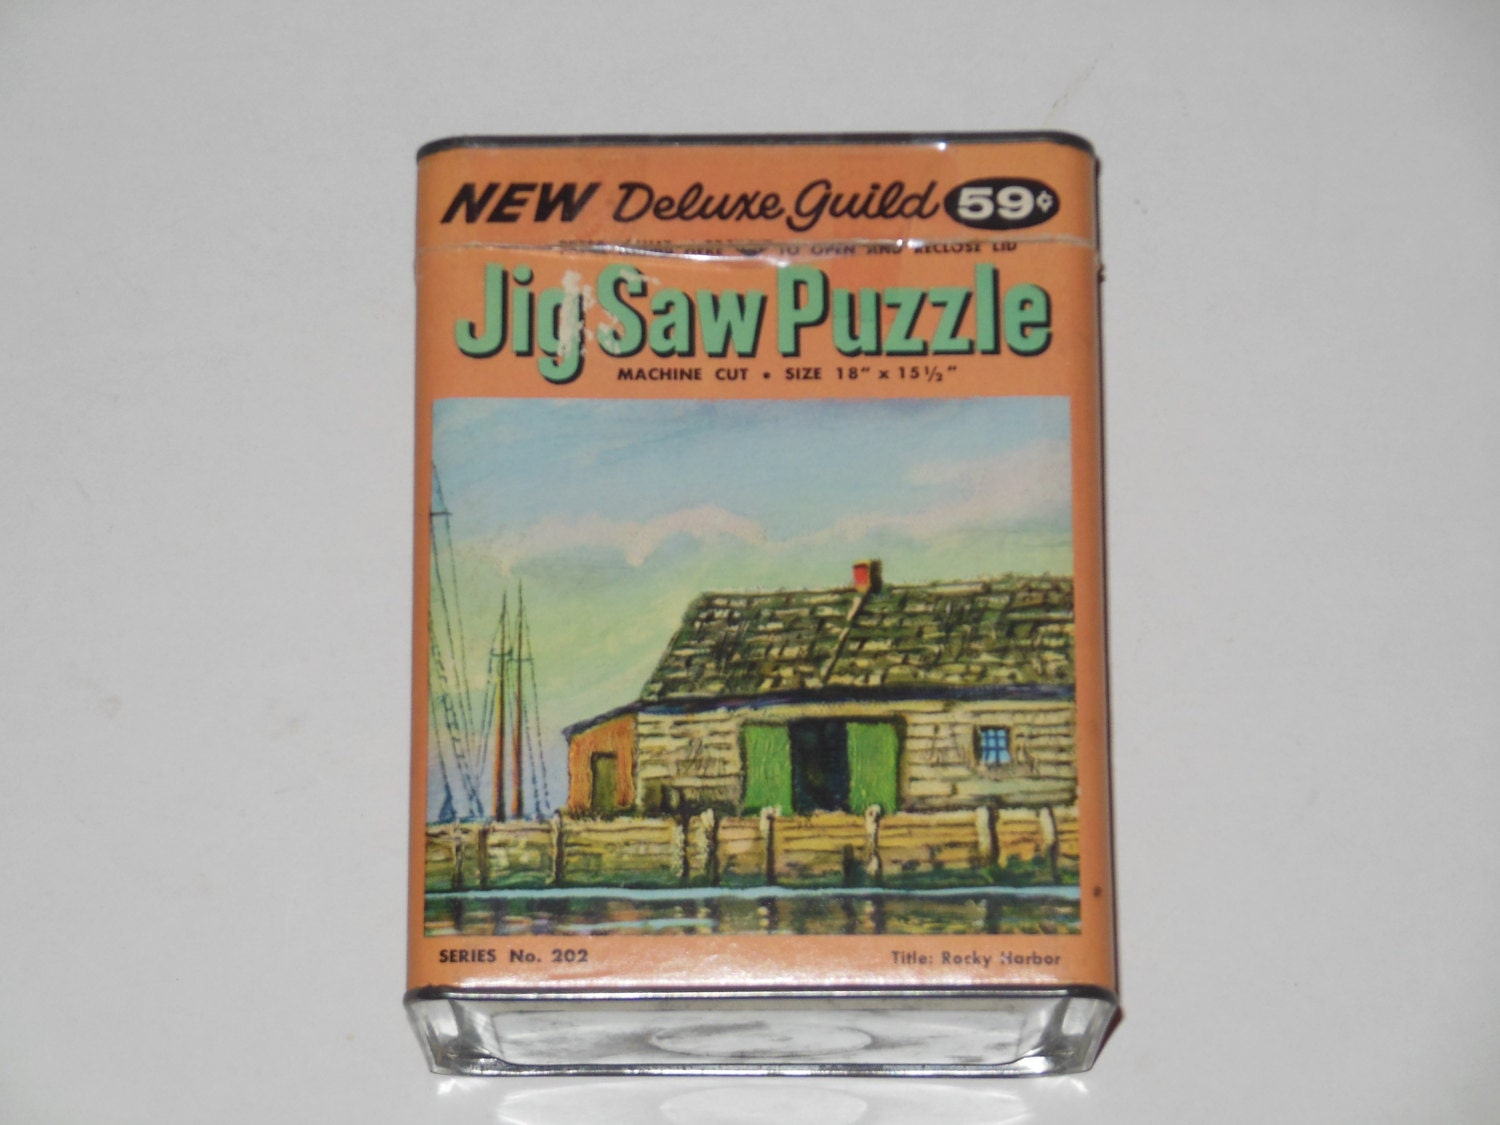 NEW Deluxe Guild 59¢
TO OPEN AND RECLOSE LID
Jig Saw Puzzle
MACHINE CUT • SIZE 18" x 15½"
SERIES No. 202
Title: Rocky Harbor